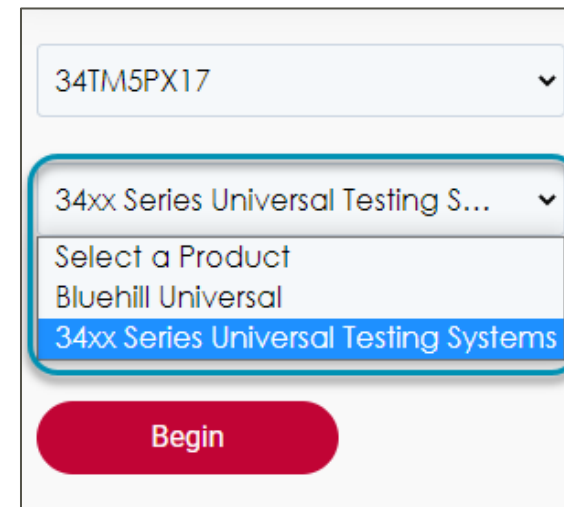 34TM5PX17
34xx Series Universal Testing S...
Select a Product
Bluehill Universal
34xx Series Universal Testing Systems
Begin